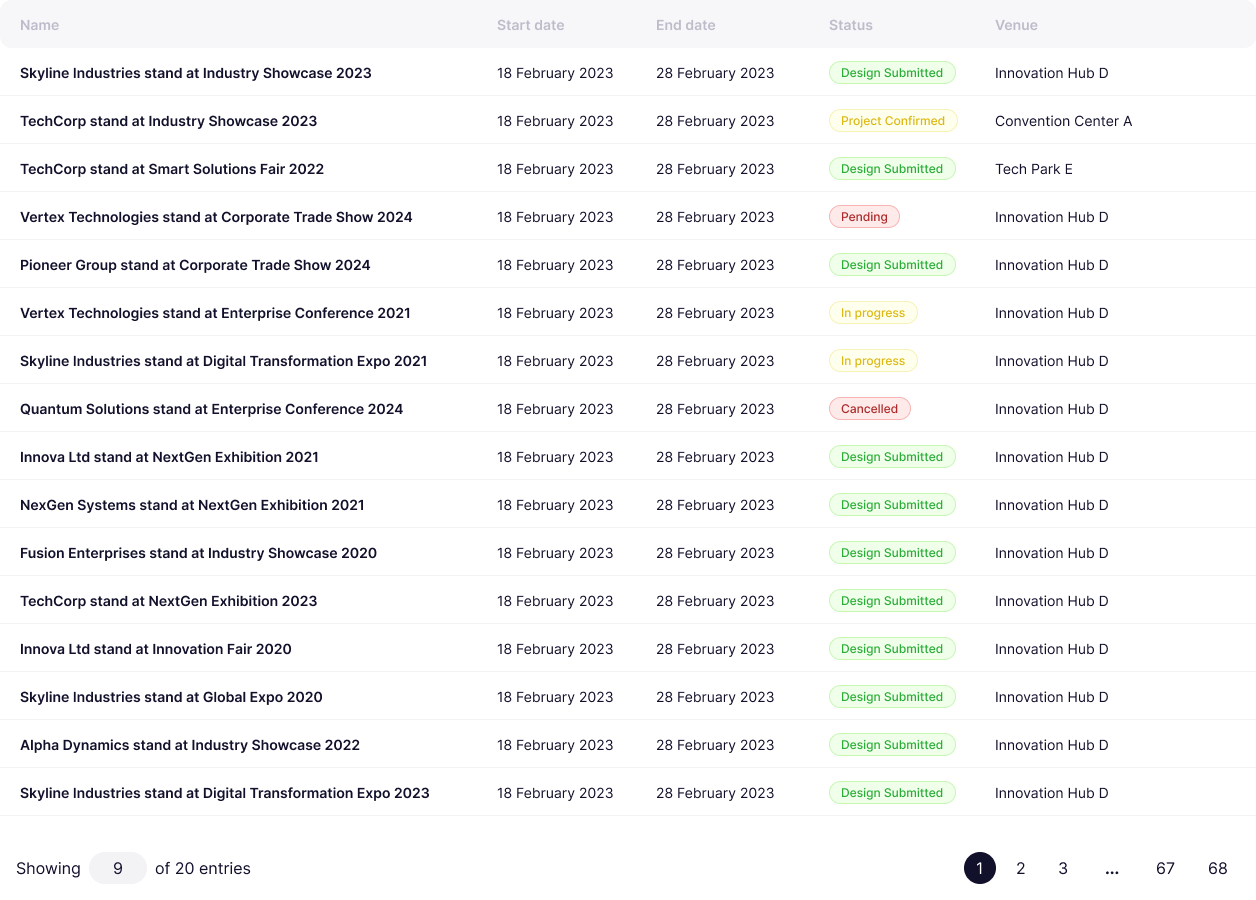 Name Start date End date Status Venue
Skyline Industries stand at Industry Showcase 2023 18 February 2023 28 February 2023 Design Submitted Innovation Hub D
TechCorp stand at Industry Showcase 2023 18 February 2023 28 February 2023 Project Confirmed Convention Center A
TechCorp stand at Smart Solutions Fair 2022 18 February 2023 28 February 2023 Design Submitted Tech Park E
Vertex Technologies stand at Corporate Trade Show 2024 18 February 2023 28 February 2023 Pending Innovation Hub D
Pioneer Group stand at Corporate Trade Show 2024 18 February 2023 28 February 2023 Design Submitted Innovation Hub D
Vertex Technologies stand at Enterprise Conference 2021 18 February 2023 28 February 2023 In progress Innovation Hub D
Skyline Industries stand at Digital Transformation Expo 2021 18 February 2023 28 February 2023 In progress Innovation Hub D
Quantum Solutions stand at Enterprise Conference 2024 18 February 2023 28 February 2023 Cancelled Innovation Hub D
Innova Ltd stand at NextGen Exhibition 2021 18 February 2023 28 February 2023 Design Submitted Innovation Hub D
NexGen Systems stand at NextGen Exhibition 2021 18 February 2023 28 February 2023 Design Submitted Innovation Hub D
Fusion Enterprises stand at Industry Showcase 2020 18 February 2023 28 February 2023 Design Submitted Innovation Hub D
TechCorp stand at NextGen Exhibition 2023 18 February 2023 28 February 2023 Design Submitted Innovation Hub D
Innova Ltd stand at Innovation Fair 2020 18 February 2023 28 February 2023 Design Submitted Innovation Hub D
Skyline Industries stand at Global Expo 2020 18 February 2023 28 February 2023 Design Submitted Innovation Hub D
Alpha Dynamics stand at Industry Showcase 2022 18 February 2023 28 February 2023 Design Submitted Innovation Hub D
Skyline Industries stand at Digital Transformation Expo 2023 18 February 2023 28 February 2023 Design Submitted Innovation Hub D
Showing 9 of 20 entries 1 2 3 ... 67 68